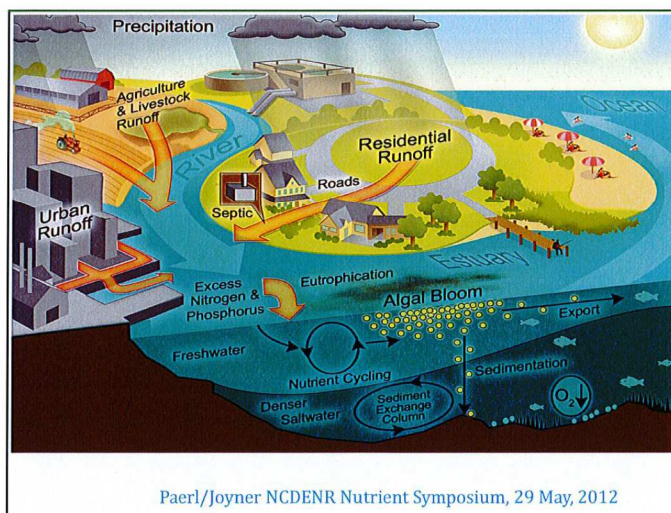 Precipitation
Agriculture
& Livestock
Runoff
River
Ocean
Residential
Runoff
Roads
Septic
Urban
Runoff
Estuary
Excess
Nitrogen &
Phosphorus
Eutrophication
Algal Bloom
Export
Freshwater
Nutrient Cycling
Sedimentation
Denser
Saltwater
Sediment
Exchange
Column
O2
Paerl/Joyner NCDENR Nutrient Symposium, 29 May, 2012